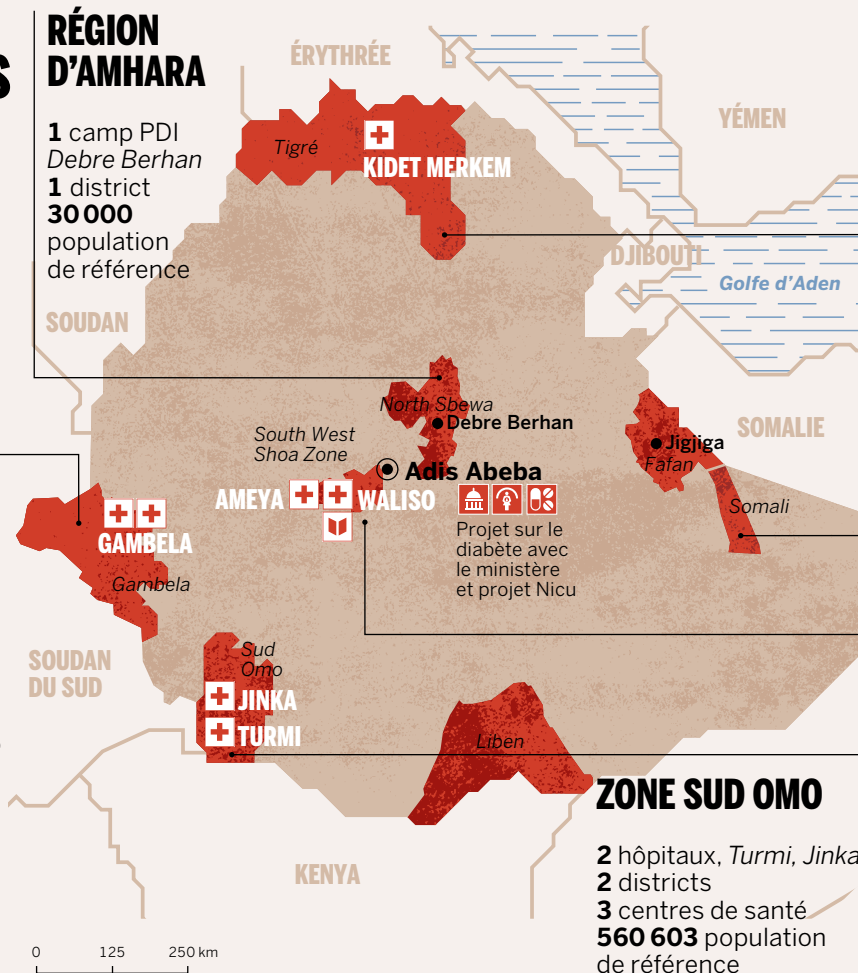 S
RÉGION
D'AMHARA
1 camp PDI
Debre Berhan
1 district
30 000
population
de référence
ÉRYTHRÉE
YÉMEN
Tigré
KIDET MERKEM
DJIBOUTI
Golfe d'Aden
SOUDAN
North Sbewa
Debre Berhan
SOMALIE
South West
Shoa Zone
Jigjiga
Fafan
Adis Abeba
AMEYA
WALISO
Somali
Projet sur le
diabète avec
le ministère
et projet Nicu
GAMBELA
Gambela
SOUDAN
DU SUD
Sud
Omo
JINKA
TURMI
Liben
ZONE SUD OMO
2 hôpitaux, Turmi, Jinka
2 districts
3 centres de santé
560 603 population
de référence
KENYA
0 125 250 km